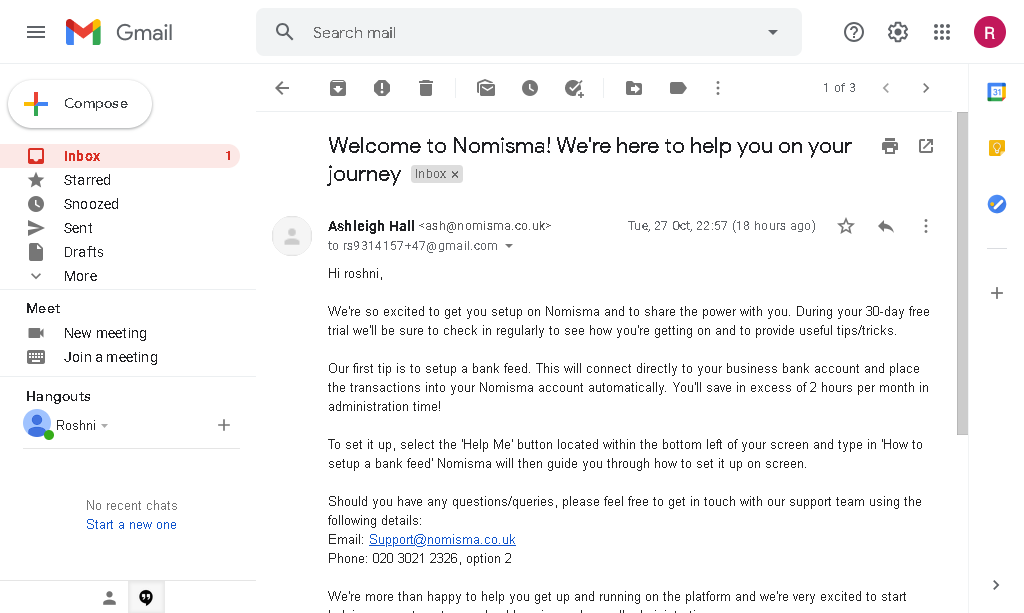 Gmail
Search mail
R
Compose
1 of 3
31
Inbox 1
Starred
Snoozed
Sent
Drafts
More
Meet
New meeting
Join a meeting
Hangouts
Roshni
No recent chats
Start a new one
Welcome to Nomisma! We're here to help you on your
journey Inbox x
Ashleigh Hall <ash@nomisma.co.uk> Tue, 27 Oct, 22:57 (18 hours ago)
to rs9314157+47@gmail.com
Hi roshni,
We're so excited to get you setup on Nomisma and to share the power with you. During your 30-day free
trial we'll be sure to check in regularly to see how you're getting on and to provide useful tips/tricks.
Our first tip is to setup a bank feed. This will connect directly to your business bank account and place
the transactions into your Nomisma account automatically. You'll save in excess of 2 hours per month in
administration time!
To set it up, select the 'Help Me' button located within the bottom left of your screen and type in 'How to
setup a bank feed' Nomisma will then guide you through how to set it up on screen.
Should you have any questions/queries, please feel free to get in touch with our support team using the
following details:
Email: Support@nomisma.co.uk
Phone: 020 3021 2326, option 2
We're more than happy to help you get up and running on the platform and we're very excited to start